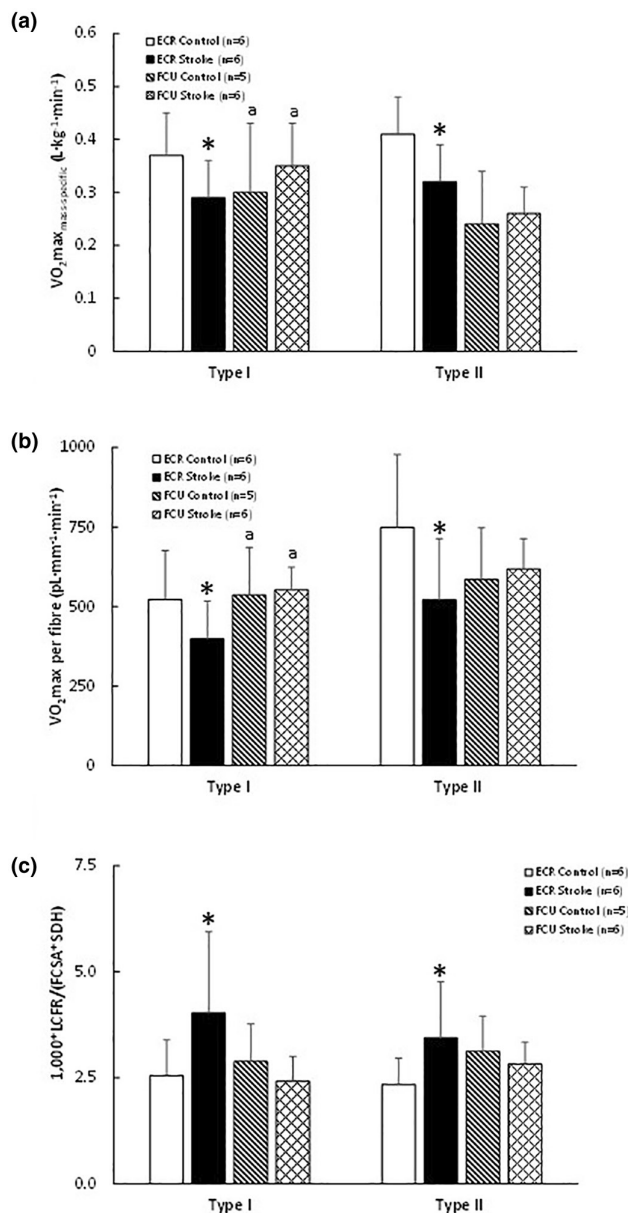 (a)
ECR Control (n=6)
ECR Stroke (n=6)
FCU Control (n=5)
FCU Stroke (n=6)
VO₂max mass-specific (L·kg⁻¹·min⁻¹)
0.6
0.5
0.4
0.3
0.2
0.1
0
*
a
a
*
Type I
Type II
(b)
ECR Control (n=6)
ECR Stroke (n=6)
FCU Control (n=5)
FCU Stroke (n=6)
VO₂max per fibre (pL·mm⁻¹·min⁻¹)
1000
750
500
250
0
*
a
a
*
Type I
Type II
(c)
ECR Control (n=6)
ECR Stroke (n=6)
FCU Control (n=5)
FCU Stroke (n=6)
1,000*LCFR/(FCSA*SDH)
7.5
5.0
2.5
0.0
*
*
Type I
Type II